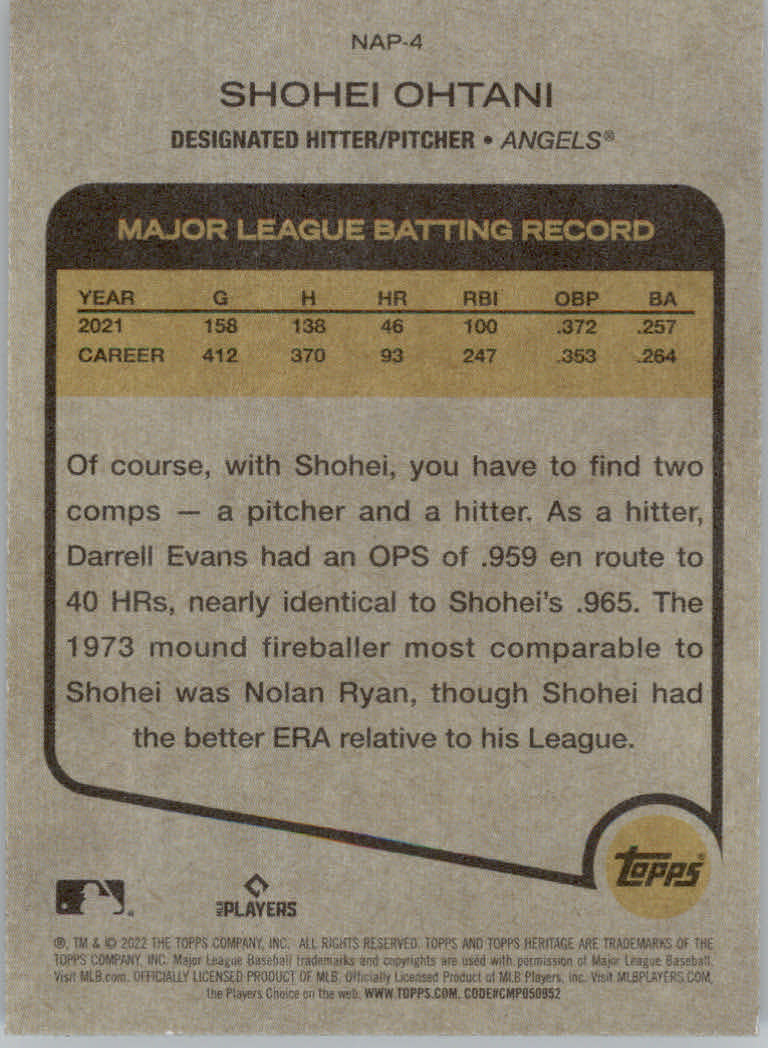 NAP-4
SHOHEI OHTANI
DESIGNATED HITTER/PITCHER • ANGELS®
MAJOR LEAGUE BATTING RECORD
YEAR G H HR RBI OBP BA
2021 158 138 46 100 .372 .257
CAREER 412 370 93 247 .353 .264
Of course, with Shohei, you have to find two
comps — a pitcher and a hitter. As a hitter,
Darrell Evans had an OPS of .959 en route to
40 HRs, nearly identical to Shohei's .965. The
1973 mound fireballer most comparable to
Shohei was Nolan Ryan, though Shohei had
the better ERA relative to his League.
Topps®
MLB PLAYERS
®, TM & © 2022 THE TOPPS COMPANY, INC. ALL RIGHTS RESERVED. TOPPS AND TOPPS HERITAGE ARE TRADEMARKS OF THE
TOPPS COMPANY, INC. Major League Baseball trademarks and copyrights are used with permission of Major League Baseball.
Visit MLB.com. OFFICIALLY LICENSED PRODUCT OF MLB. Officially Licensed Product of MLB Players, Inc. Visit MLBPLAYERS.COM,
the Players Choice on the web. WWW.TOPPS.COM. CODE#CMP050952